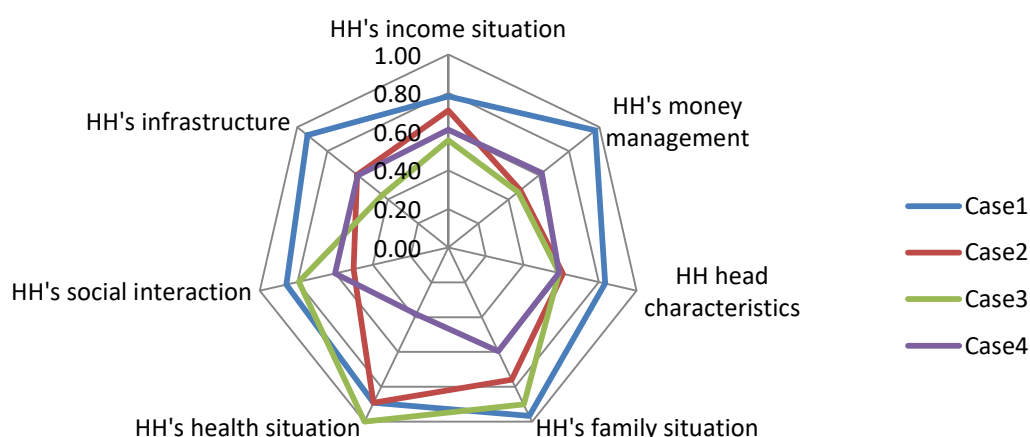 HH's income situation
1.00
0.80
0.60
0.40
0.20
0.00
HH's money
management
HH head
characteristics
HH's family situation
HH's health situation
HH's social interaction
HH's infrastructure
Case1
Case2
Case3
Case4